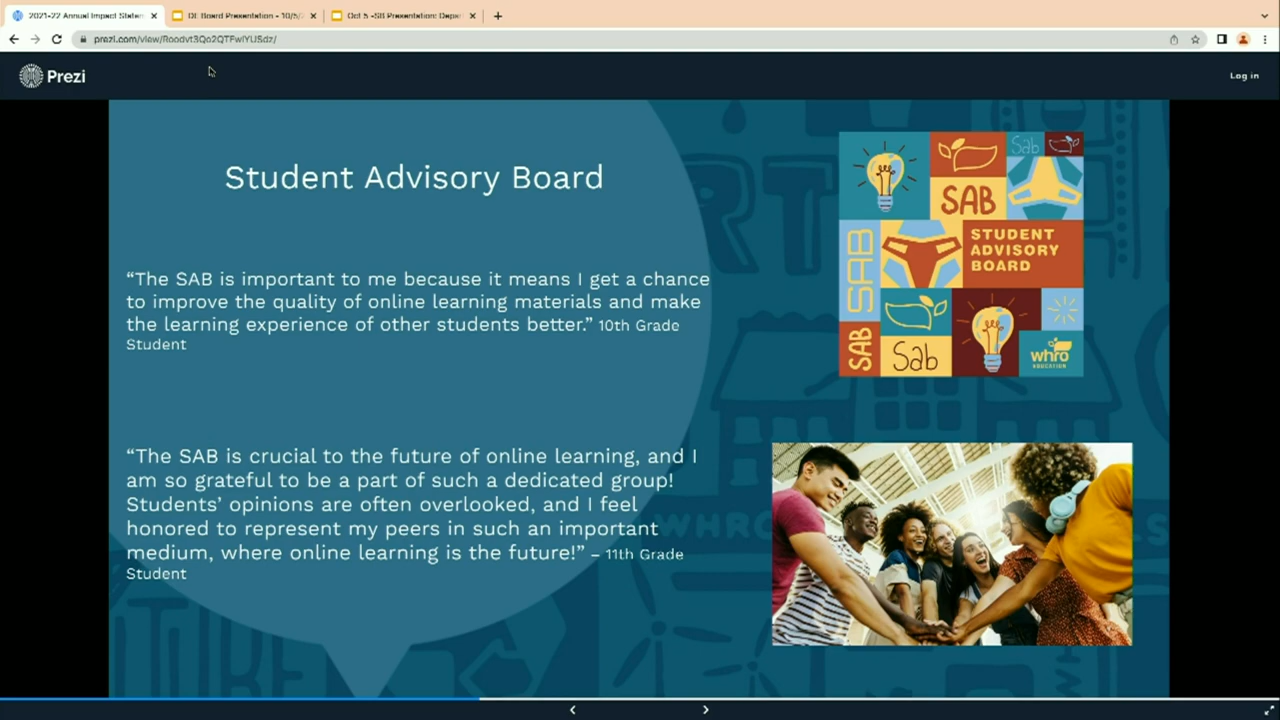 2021-22 Annual Impact Statem
OE Board Presentation - 10/5/2
Oct 5 -SB Presentation: Depar
prezi.com/view/Roodvt3Qo2QTFwlYUSdz/
Prezi
Log in
Student Advisory Board
“The SAB is important to me because it means I get a chance
to improve the quality of online learning materials and make
the learning experience of other students better.” 10th Grade
Student
“The SAB is crucial to the future of online learning, and I
am so grateful to be a part of such a dedicated group!
Students’ opinions are often overlooked, and I feel
honored to represent my peers in such an important
medium, where online learning is the future!” – 11th Grade
Student
Sab
SAB
SAB
STUDENT
ADVISORY
BOARD
SAB
Sab
whro
EDUCATION
WHRO